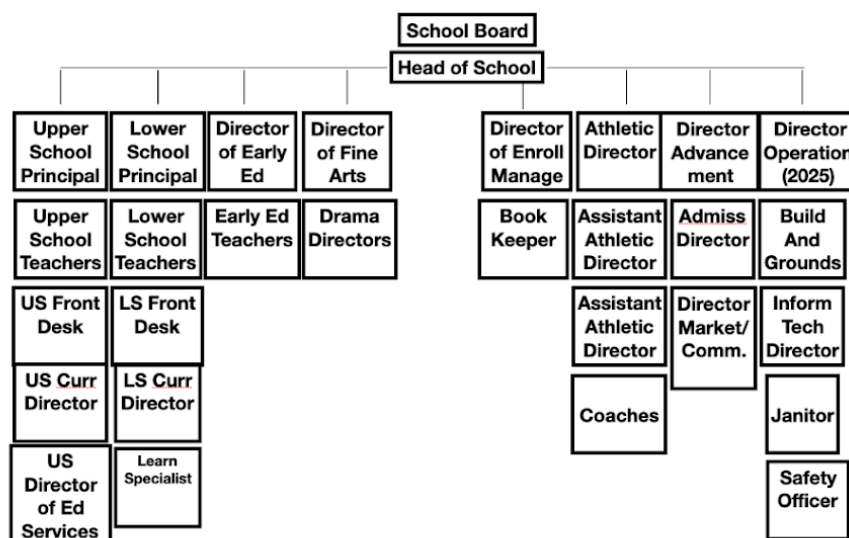 School Board
Head of School
Upper
School
Principal
Lower
School
Principal
Director
of Early
Ed
Director
of Fine
Arts
Director
of Enroll
Manage
Athletic
Director
Director
Advance
ment
Director
Operation
(2025)
Upper
School
Teachers
Lower
School
Teachers
Early Ed
Teachers
Drama
Directors
Book
Keeper
Assistant
Athletic
Director
Admiss
Director
Build
And
Grounds
US Front
Desk
LS Front
Desk
Assistant
Athletic
Director
Director
Market/
Comm.
Inform
Tech
Director
US Curr
Director
LS Curr
Director
Coaches
Janitor
US
Director
of Ed
Services
Learn
Specialist
Safety
Officer